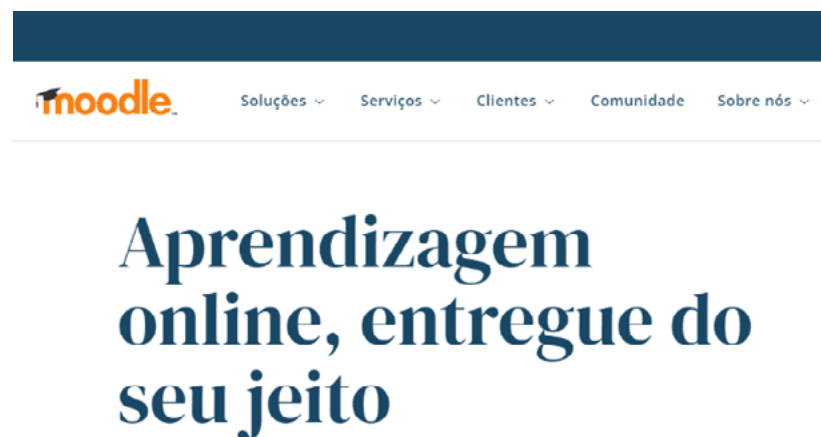 moodle
Soluções Serviços Clientes Comunidade Sobre nós
Aprendizagem
online, entregue do
seu jeito